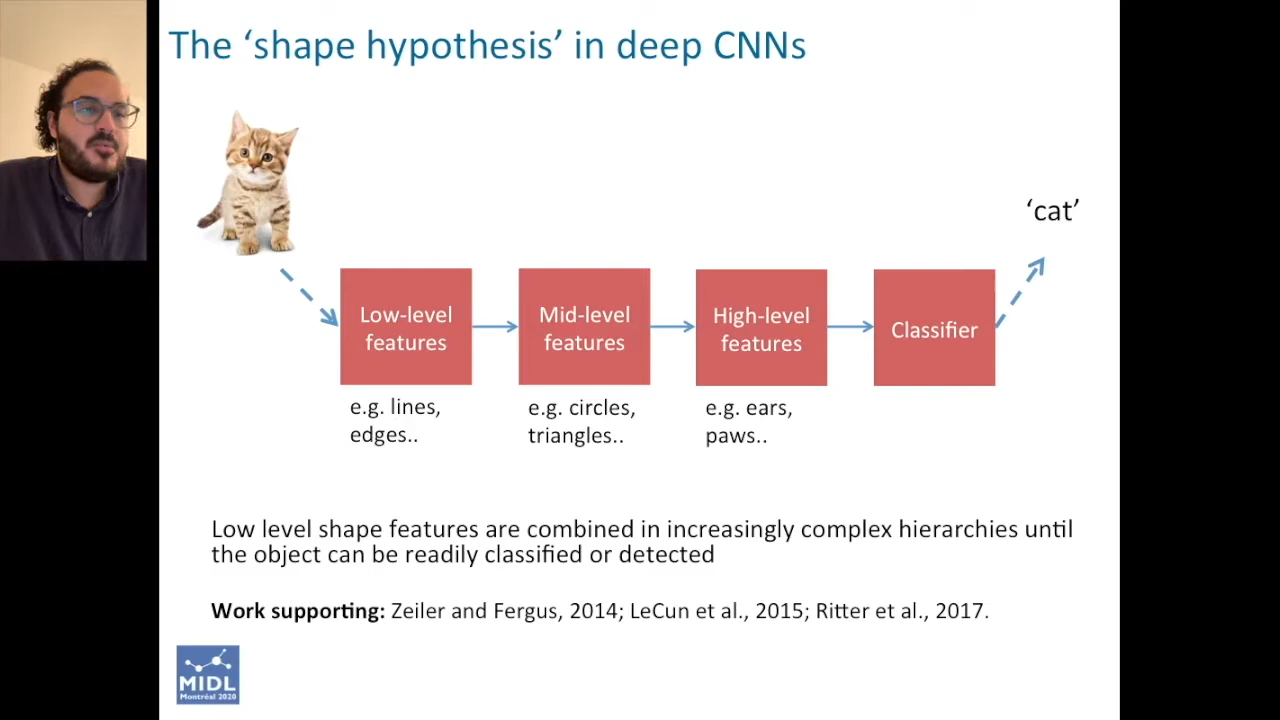 The ‘shape hypothesis’ in deep CNNs
‘cat’
Low-level
features
Mid-level
features
High-level
features
Classifier
e.g. lines,
edges..
e.g. circles,
triangles..
e.g. ears,
paws..
Low level shape features are combined in increasingly complex hierarchies until
the object can be readily classified or detected
Work supporting: Zeiler and Fergus, 2014; LeCun et al., 2015; Ritter et al., 2017.
MIDL
Montréal 2020